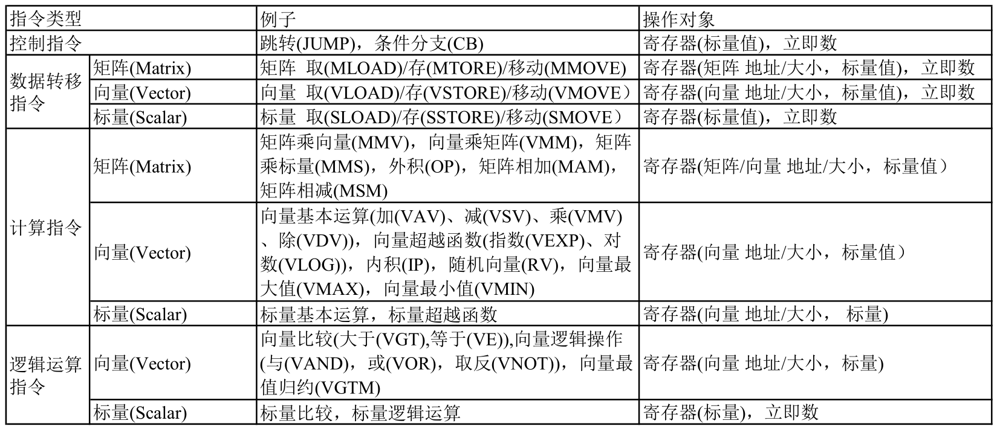 指令类型 例子 操作对象
控制指令 跳转(JUMP)，条件分支(CB) 寄存器(标量值)，立即数
数据转移
指令
矩阵(Matrix) 矩阵 取(MLOAD)/存(MTORE)/移动(MMOVE) 寄存器(矩阵 地址/大小，标量值)，立即数
向量(Vector) 向量 取(VLOAD)/存(VSTORE)/移动(VMOVE） 寄存器(向量 地址/大小，标量值)，立即数
标量(Scalar) 标量 取(SLOAD)/存(SSTORE)/移动(SMOVE） 寄存器(标量值)，立即数
计算指令
矩阵(Matrix)
矩阵乘向量(MMV)，向量乘矩阵(VMM)，矩阵
乘标量(MMS)，外积(OP)，矩阵相加(MAM)，
矩阵相减(MSM)
寄存器(矩阵/向量 地址/大小，标量值）
向量(Vector)
向量基本运算(加(VAV)、减(VSV)、乘(VMV)
、除(VDV))，向量超越函数(指数(VEXP)、对
数(VLOG))，内积(IP)，随机向量(RV)，向量最
大值(VMAX)，向量最小值(VMIN)
寄存器(向量 地址/大小，标量值）
标量(Scalar) 标量基本运算，标量超越函数 寄存器(向量 地址/大小， 标量)
逻辑运算
指令
向量(Vector)
向量比较(大于(VGT),等于(VE)),向量逻辑操作
(与(VAND)，或(VOR)，取反(VNOT))，向量最
值归约(VGTM)
寄存器(向量 地址/大小，标量)
标量(Scalar) 标量比较，标量逻辑运算 寄存器(标量)，立即数